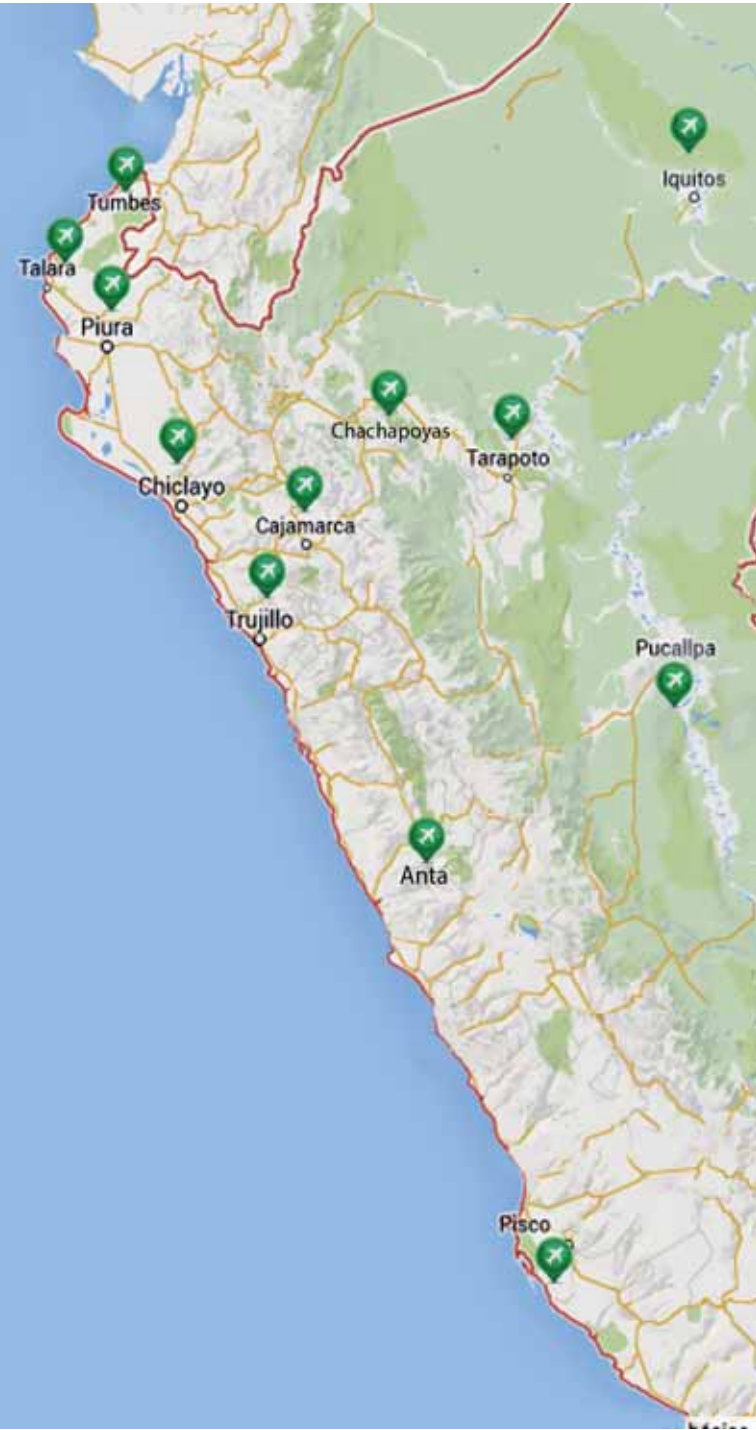 Iquitos
Tumbes
Talara
Piura
Chachapoyas
Tarapoto
Chiclayo
Cajamarca
Trujillo
Pucallpa
Anta
Pisco